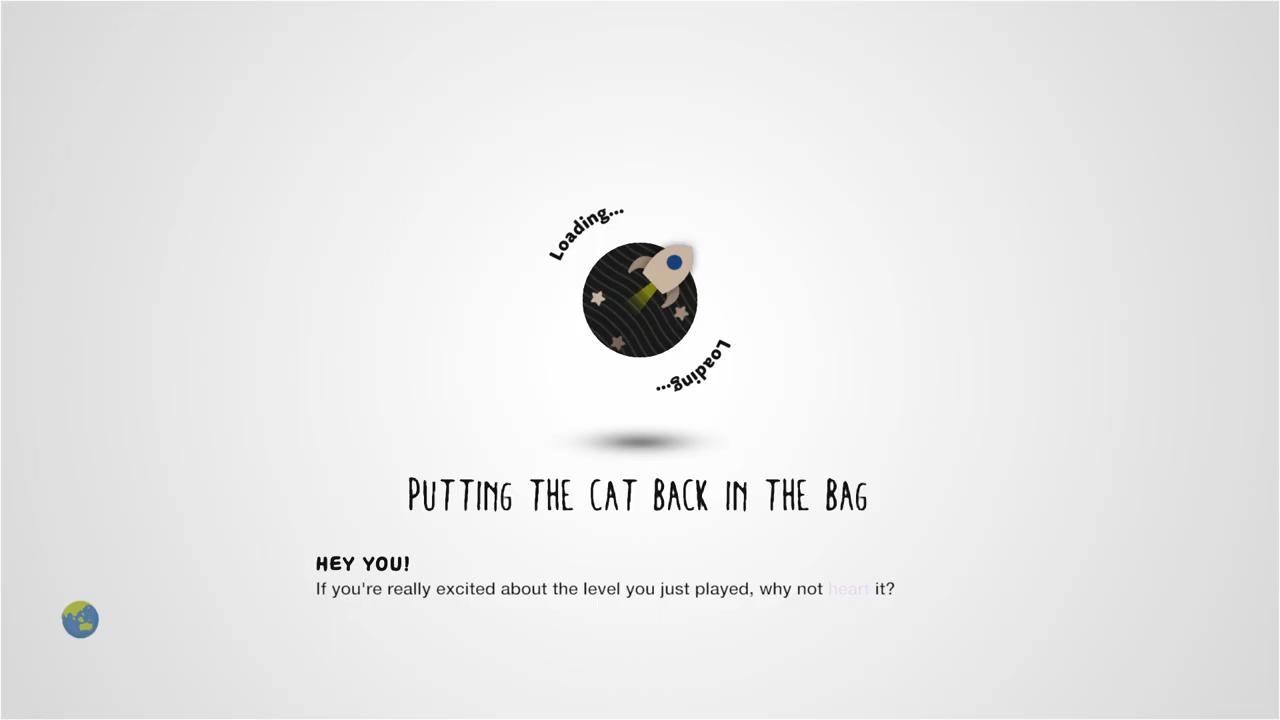 Loading...
Loading...
PUTTING THE CAT BACK IN THE BAG
HEY YOU!
If you're really excited about the level you just played, why not heart it?